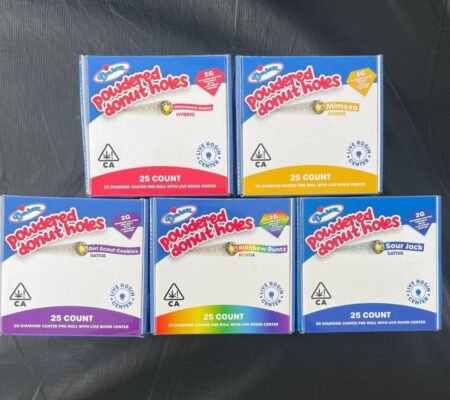 powdered
donut holes
2G
HYBRID
CA
LIVE ROSIN
CENTER
25 COUNT
2G DIAMOND COATED PRE-ROLL WITH LIVE ROSIN CENTER
powdered
donut holes
Mimosa
HYBRID
CA
LIVE ROSIN
CENTER
25 COUNT
2G DIAMOND COATED PRE-ROLL WITH LIVE ROSIN CENTER
powdered
donut holes
2G
Girl Scout Cookies
SATIVA
CA
LIVE ROSIN
CENTER
25 COUNT
2G DIAMOND COATED PRE-ROLL WITH LIVE ROSIN CENTER
powdered
donut holes
2G
Rainbow Runtz
INDICA
CA
LIVE ROSIN
CENTER
25 COUNT
2G DIAMOND COATED PRE-ROLL WITH LIVE ROSIN CENTER
powdered
donut holes
2G
Sour Jack
SATIVA
CA
LIVE ROSIN
CENTER
25 COUNT
2G DIAMOND COATED PRE-ROLL WITH LIVE ROSIN CENTER